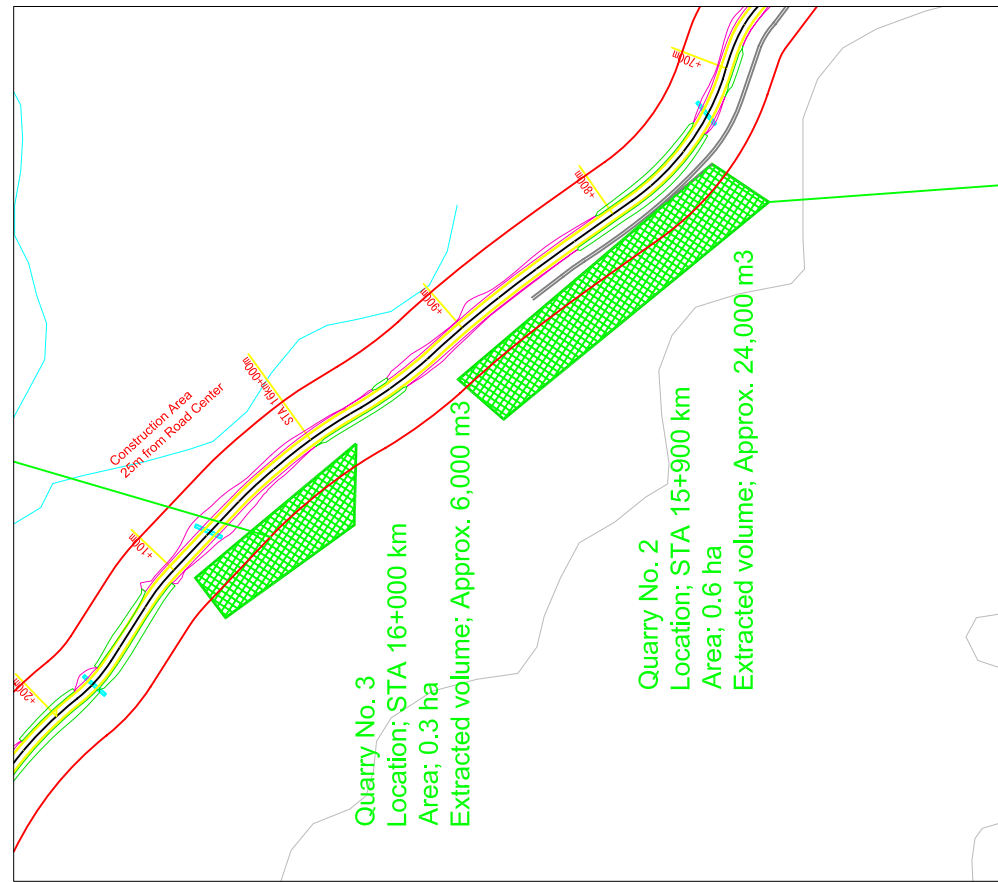 +700m
+800m
+900m
STA.16km+000m
Construction Area
25m from Road Center
+100m
+200m
Quarry No. 3
Location; STA 16+000 km
Area; 0.3 ha
Extracted volume; Approx. 6,000 m3
Quarry No. 2
Location; STA 15+900 km
Area; 0.6 ha
Extracted volume; Approx. 24,000 m3